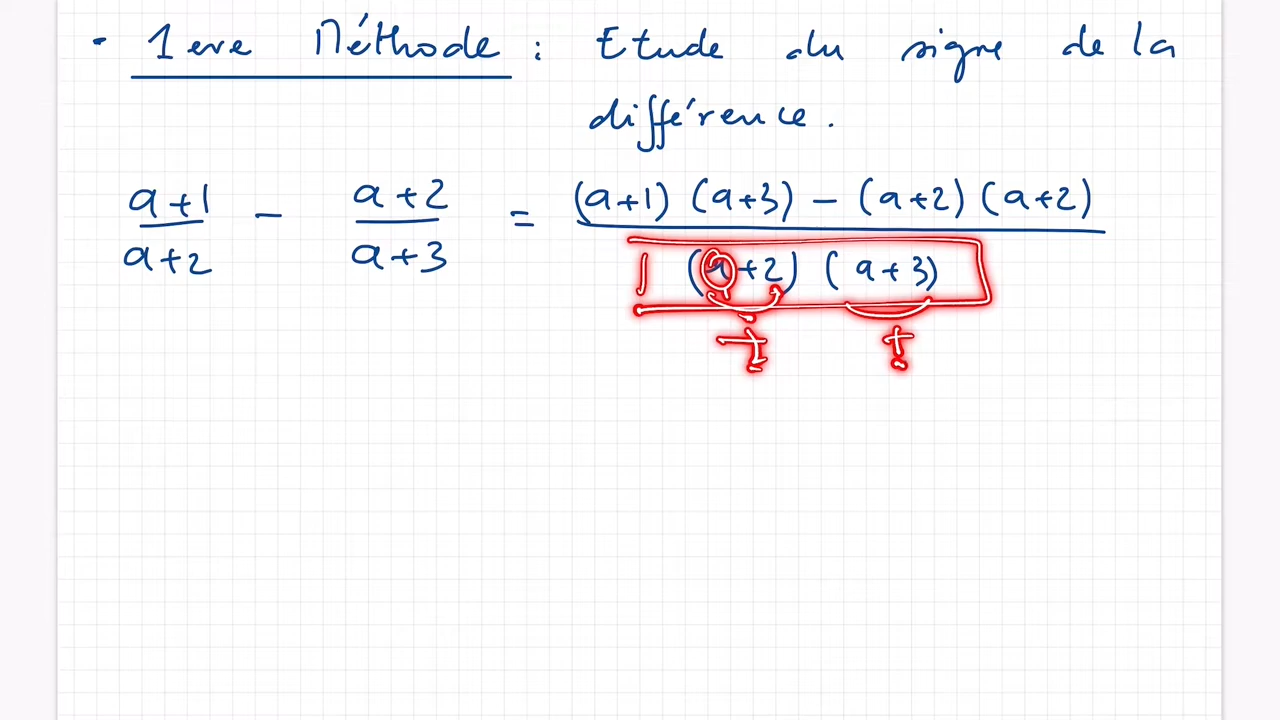 • 1ere Méthode : Etude du signe de la
différence.
a+1 / a+2 - a+2 / a+3 = (a+1) (a+3) - (a+2) (a+2) / (a+2) (a+3)
+ +